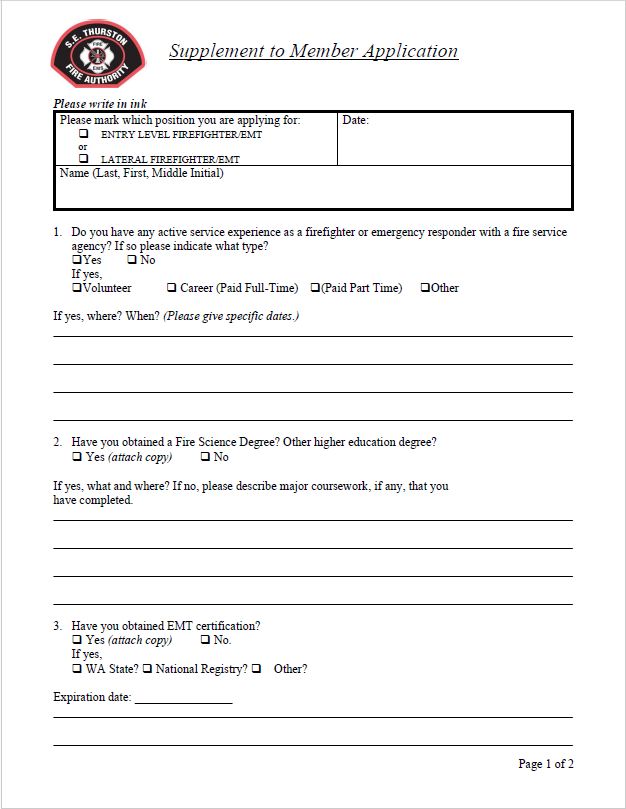 S.E. THURSTON
FIRE
EMS
FIRE AUTHORITY
Supplement to Member Application
Please write in ink
Please mark which position you are applying for:
Date:
❑ ENTRY LEVEL FIREFIGHTER/EMT
or
❑ LATERAL FIREFIGHTER/EMT
Name (Last, First, Middle Initial)
1. Do you have any active service experience as a firefighter or emergency responder with a fire service
agency? If so please indicate what type?
❑Yes ❑ No
If yes,
❑Volunteer ❑ Career (Paid Full-Time) ❑(Paid Part Time) ❑Other
If yes, where? When? (Please give specific dates.)
2. Have you obtained a Fire Science Degree? Other higher education degree?
❑ Yes (attach copy) ❑ No
If yes, what and where? If no, please describe major coursework, if any, that you
have completed.
3. Have you obtained EMT certification?
❑ Yes (attach copy) ❑ No.
If yes,
❑ WA State? ❑ National Registry? ❑ Other?
Expiration date: _________________
Page 1 of 2